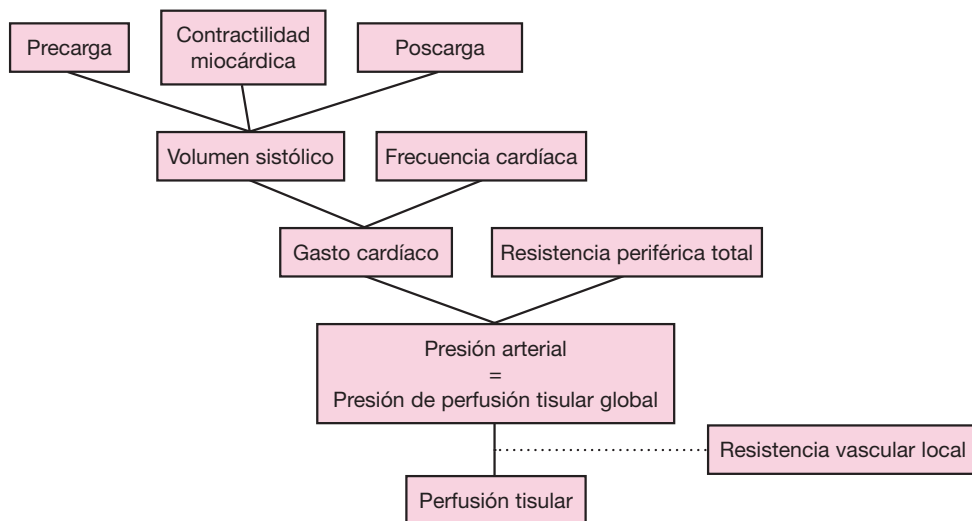 Precarga
Contractilidad
miocárdica
Poscarga
Volumen sistólico
Frecuencia cardíaca
Gasto cardíaco
Resistencia periférica total
Presión arterial
=
Presión de perfusión tisular global
Resistencia vascular local
Perfusión tisular